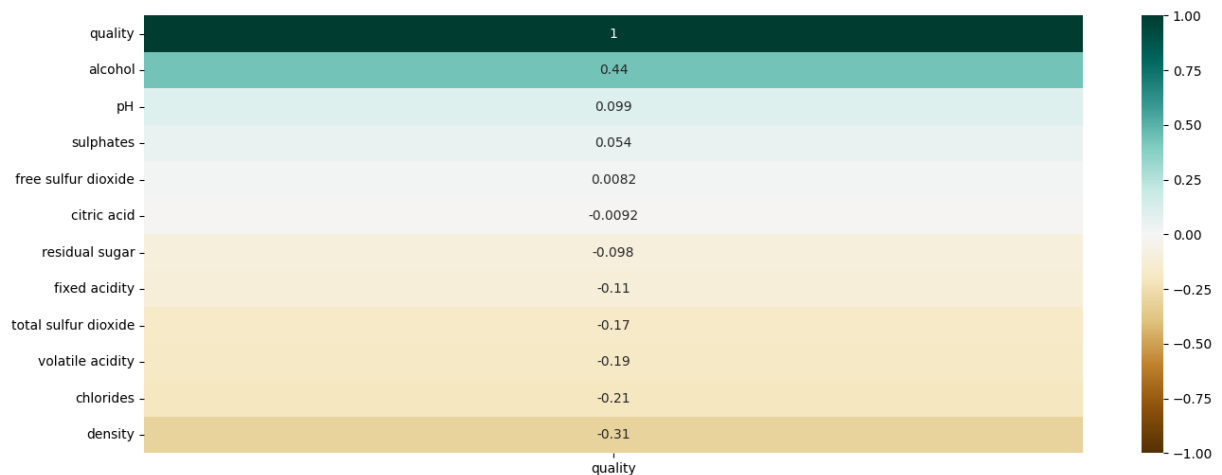 quality 1
alcohol 0.44
pH 0.099
sulphates 0.054
free sulfur dioxide 0.0082
citric acid -0.0092
residual sugar -0.098
fixed acidity -0.11
total sulfur dioxide -0.17
volatile acidity -0.19
chlorides -0.21
density -0.31
quality
1.00
0.75
0.50
0.25
0.00
−0.25
−0.50
−0.75
−1.00